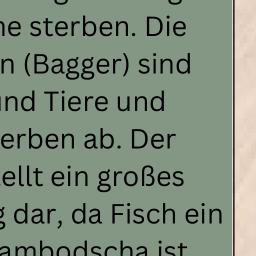 ne sterben. Die
n (Bagger) sind
und Tiere und
erben ab. Der
ellt ein großes
g dar, da Fisch ein
ambodscha ist